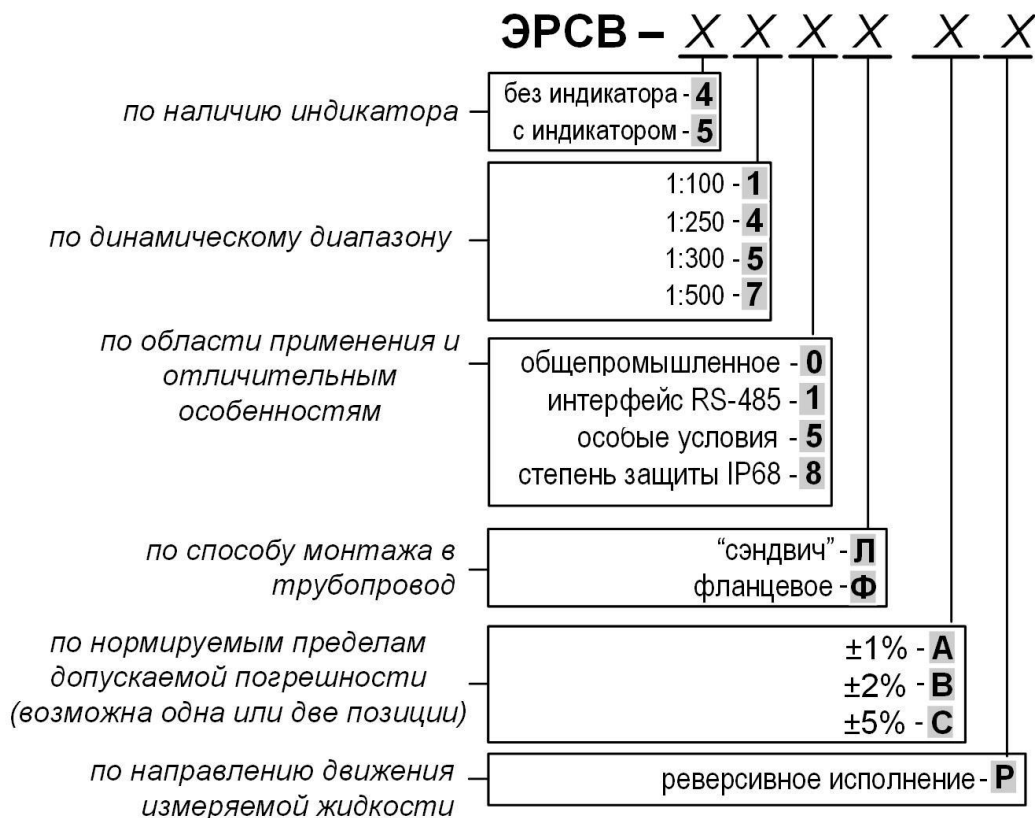 ЭРСВ – X X X X X X
по наличию индикатора
без индикатора - 4
с индикатором - 5
по динамическому диапазону
1:100 - 1
1:250 - 4
1:300 - 5
1:500 - 7
по области применения и
отличительным
особенностям
общепромышленное - 0
интерфейс RS-485 - 1
особые условия - 5
степень защиты IP68 - 8
по способу монтажа в
трубопровод
“сэндвич” - Л
фланцевое - Ф
по нормируемым пределам
допускаемой погрешности
(возможна одна или две позиции)
±1% - А
±2% - В
±5% - С
по направлению движения
измеряемой жидкости
реверсивное исполнение - Р